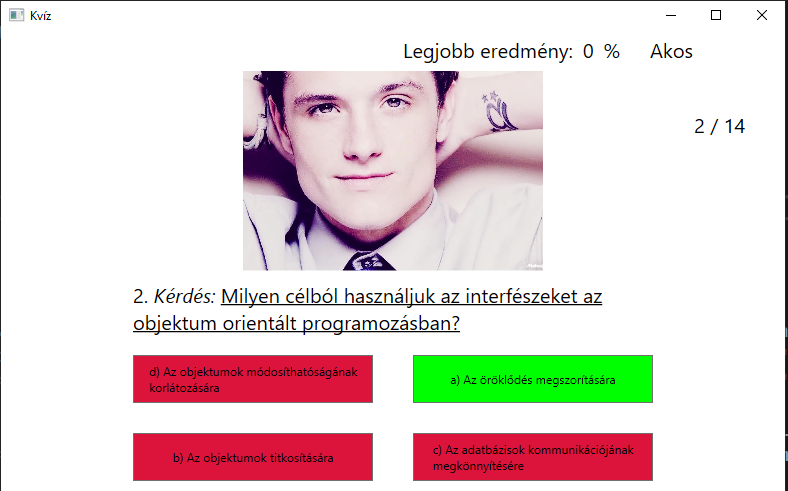 Kvíz
Legjobb eredmény: 0 % Akos
2 / 14
2. Kérdés: Milyen célból használjuk az interfészeket az
objektum orientált programozásban?
d) Az objektumok módosíthatóságának
korlátozására
a) Az öröklődés megszorítására
b) Az objektumok titkosítására
c) Az adatbázisok kommunikációjának
megkönnyítésére